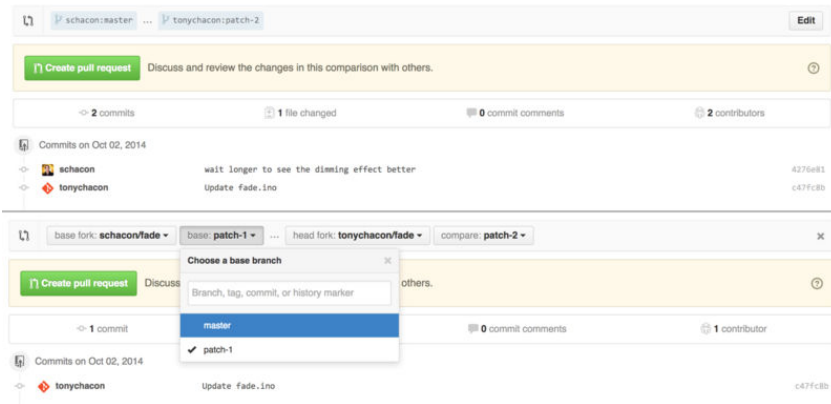 schacon:master ... tonychacon:patch-2 Edit
Create pull request Discuss and review the changes in this comparison with others. ?
2 commits 1 file changed 0 commit comments 2 contributors
Commits on Oct 02, 2014
schacon wait longer to see the dimming effect better 4276e81
tonychacon Update fade.ino c47fc8b
base fork: schacon/fade base: patch-1 ... head fork: tonychacon/fade compare: patch-2
Choose a base branch
Create pull request Discuss others. ?
Branch, tag, commit, or history marker
1 commit master 0 commit comments 1 contributor
patch-1
Commits on Oct 02, 2014
tonychacon Update fade.ino c47fc8b